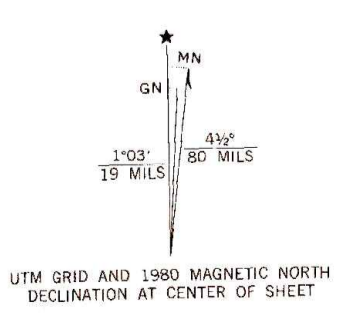 ★
MN
GN
1°03'
19 MILS
4½°
80 MILS
UTM GRID AND 1980 MAGNETIC NORTH
DECLINATION AT CENTER OF SHEET